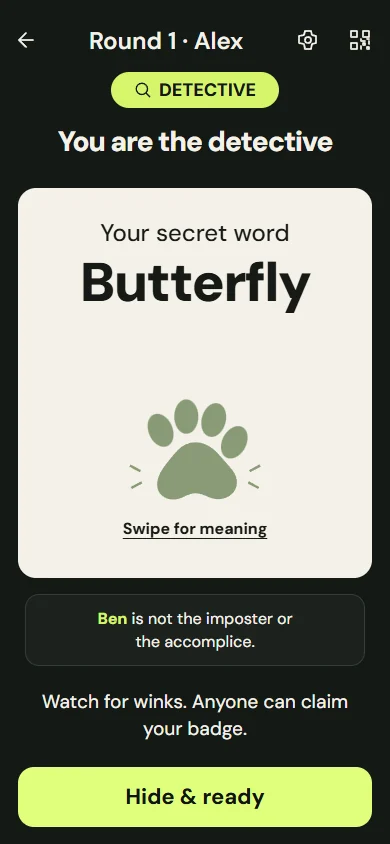 Round 1 · Alex
DETECTIVE
You are the detective
Your secret word
Butterfly
Swipe for meaning
Ben is not the imposter or
the accomplice.
Watch for winks. Anyone can claim
your badge.
Hide & ready